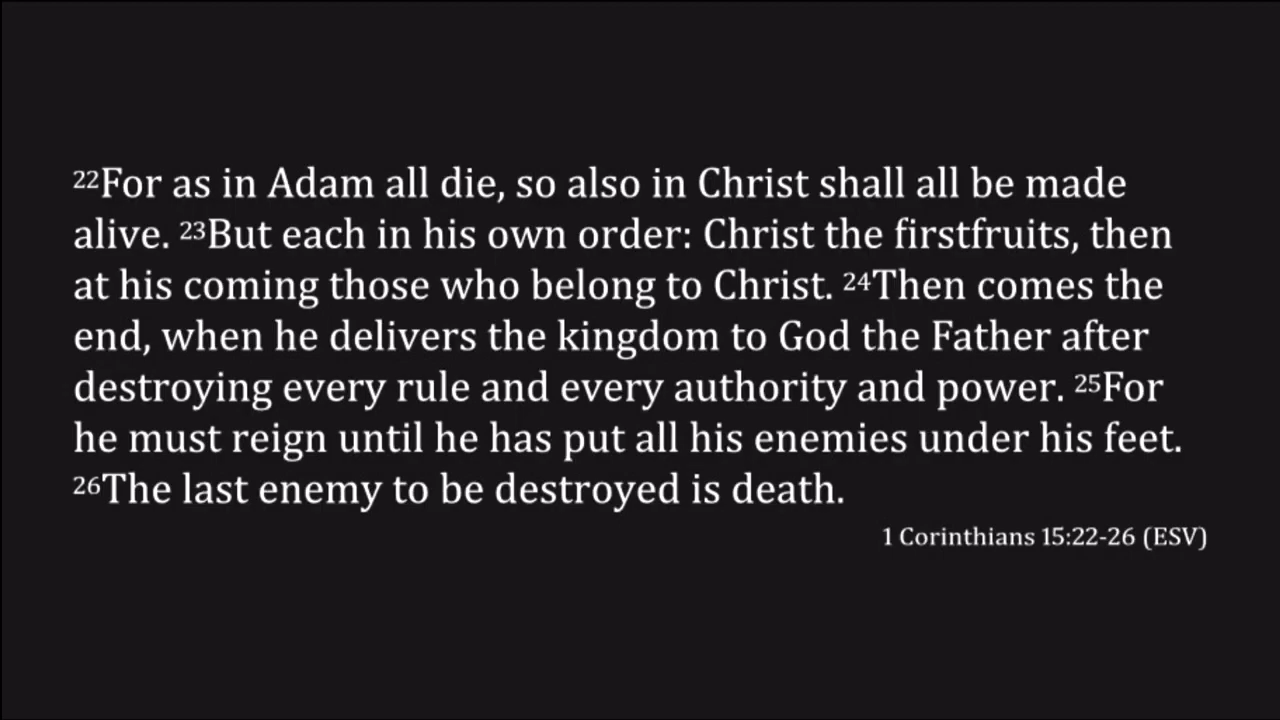 ²²For as in Adam all die, so also in Christ shall all be made
alive. ²³But each in his own order: Christ the firstfruits, then
at his coming those who belong to Christ. ²⁴Then comes the
end, when he delivers the kingdom to God the Father after
destroying every rule and every authority and power. ²⁵For
he must reign until he has put all his enemies under his feet.
²⁶The last enemy to be destroyed is death.
1 Corinthians 15:22-26 (ESV)